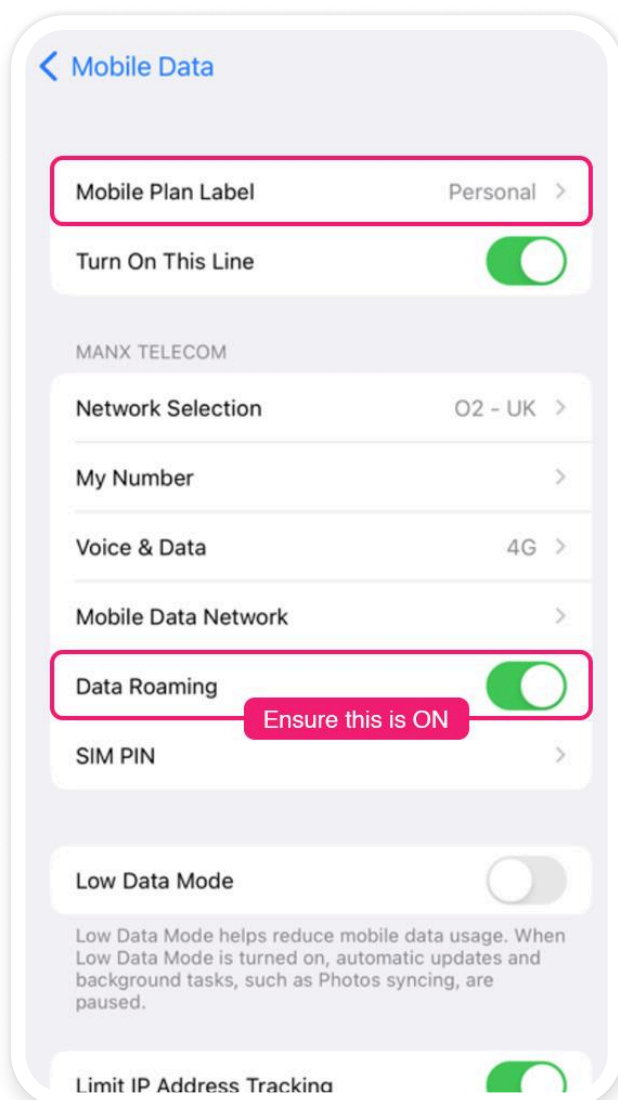 Mobile Data
Mobile Plan Label Personal
Turn On This Line
MANX TELECOM
Network Selection O2 - UK
My Number
Voice & Data 4G
Mobile Data Network
Data Roaming
Ensure this is ON
SIM PIN
Low Data Mode
Low Data Mode helps reduce mobile data usage. When
Low Data Mode is turned on, automatic updates and
background tasks, such as Photos syncing, are
paused.
Limit IP Address Tracking